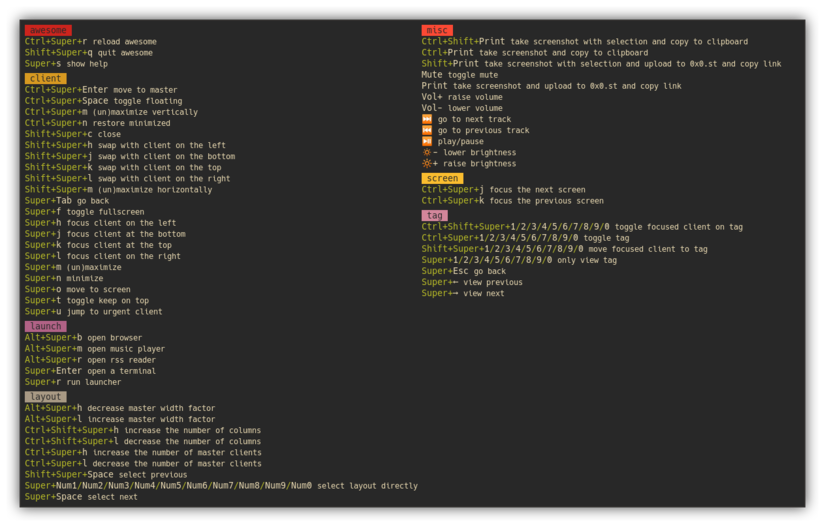 awesome
Ctrl+Super+r reload awesome
Shift+Super+q quit awesome
Super+s show help
client
Ctrl+Super+Enter move to master
Ctrl+Super+Space toggle floating
Ctrl+Super+m (un)maximize vertically
Ctrl+Super+n restore minimized
Shift+Super+c close
Shift+Super+h swap with client on the left
Shift+Super+j swap with client on the bottom
Shift+Super+k swap with client on the top
Shift+Super+l swap with client on the right
Shift+Super+m (un)maximize horizontally
Super+Tab go back
Super+f toggle fullscreen
Super+h focus client on the left
Super+j focus client at the bottom
Super+k focus client at the top
Super+l focus client on the right
Super+m (un)maximize
Super+n minimize
Super+o move to screen
Super+t toggle keep on top
Super+u jump to urgent client
launch
Alt+Super+b open browser
Alt+Super+m open music player
Alt+Super+r open rss reader
Super+Enter open a terminal
Super+r run launcher
layout
Alt+Super+h decrease master width factor
Alt+Super+l increase master width factor
Ctrl+Shift+Super+h increase the number of columns
Ctrl+Shift+Super+l decrease the number of columns
Ctrl+Super+h increase the number of master clients
Ctrl+Super+l decrease the number of master clients
Shift+Super+Space select previous
Super+Num1/Num2/Num3/Num4/Num5/Num6/Num7/Num8/Num9/Num0 select layout directly
Super+Space select next
misc
Ctrl+Shift+Print take screenshot with selection and copy to clipboard
Ctrl+Print take screenshot and copy to clipboard
Shift+Print take screenshot with selection and upload to 0x0.st and copy link
Mute toggle mute
Print take screenshot and upload to 0x0.st and copy link
Vol+ raise volume
Vol- lower volume
⏭ go to next track
⏮ go to previous track
⏯ play/pause
🔅- lower brightness
🔆+ raise brightness
screen
Ctrl+Super+j focus the next screen
Ctrl+Super+k focus the previous screen
tag
Ctrl+Shift+Super+1/2/3/4/5/6/7/8/9/0 toggle focused client on tag
Ctrl+Super+1/2/3/4/5/6/7/8/9/0 toggle tag
Shift+Super+1/2/3/4/5/6/7/8/9/0 move focused client to tag
Super+1/2/3/4/5/6/7/8/9/0 only view tag
Super+Esc go back
Super+← view previous
Super+→ view next